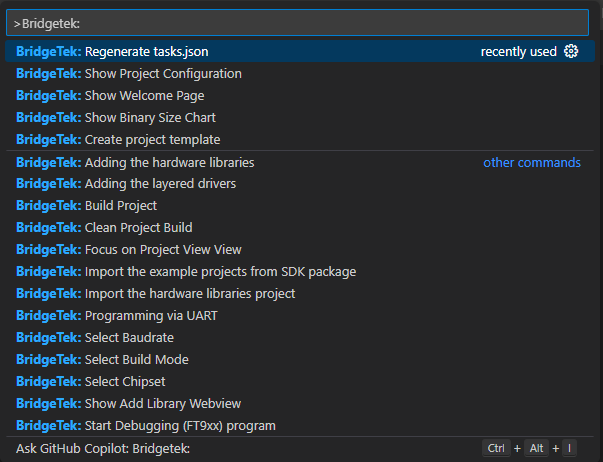 >Bridgetek:
BridgeTek: Regenerate tasks.json recently used
BridgeTek: Show Project Configuration
BridgeTek: Show Welcome Page
BridgeTek: Show Binary Size Chart
BridgeTek: Create project template
BridgeTek: Adding the hardware libraries other commands
BridgeTek: Adding the layered drivers
BridgeTek: Build Project
BridgeTek: Clean Project Build
BridgeTek: Focus on Project View View
BridgeTek: Import the example projects from SDK package
BridgeTek: Import the hardware libraries project
BridgeTek: Programming via UART
BridgeTek: Select Baudrate
BridgeTek: Select Build Mode
BridgeTek: Select Chipset
BridgeTek: Show Add Library Webview
BridgeTek: Start Debugging (FT9xx) program
Ask GitHub Copilot: Bridgetek: Ctrl + Alt + I